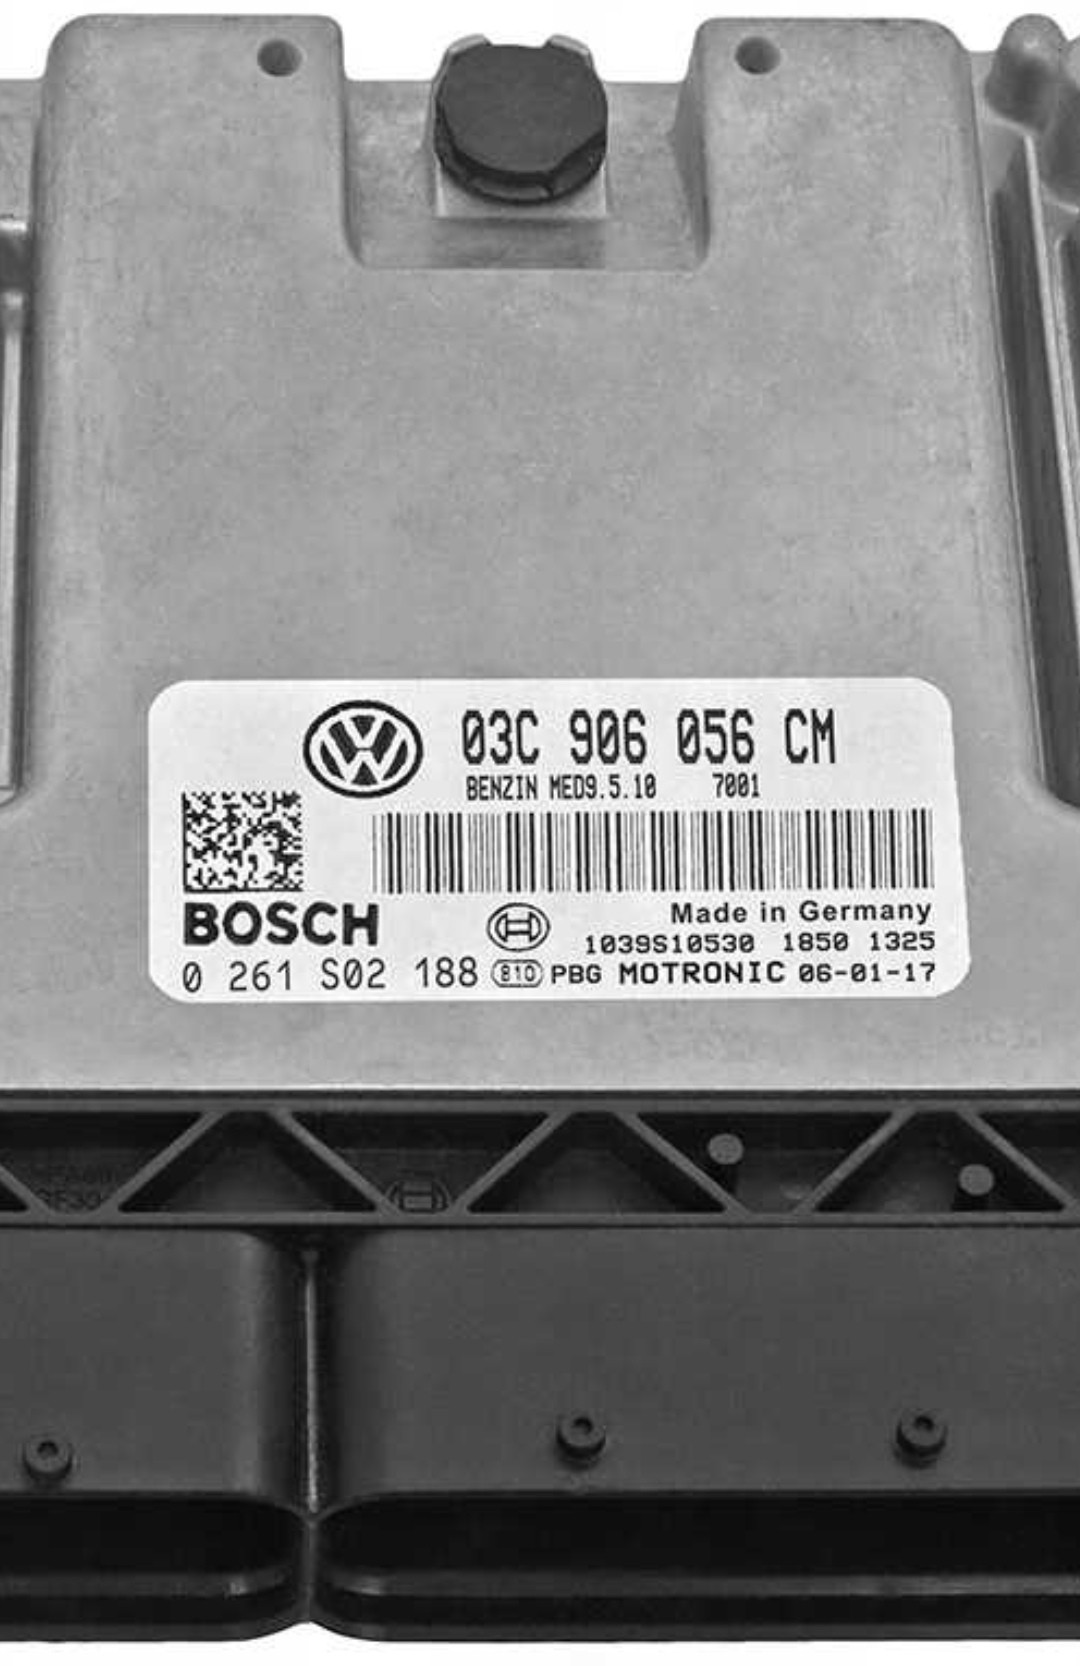 03C 906 056 CM
BENZIN MED9.5.10 7001
BOSCH
Made in Germany
1039S10530 1850 1325
0 261 S02 188 810 PBG MOTRONIC 06-01-17